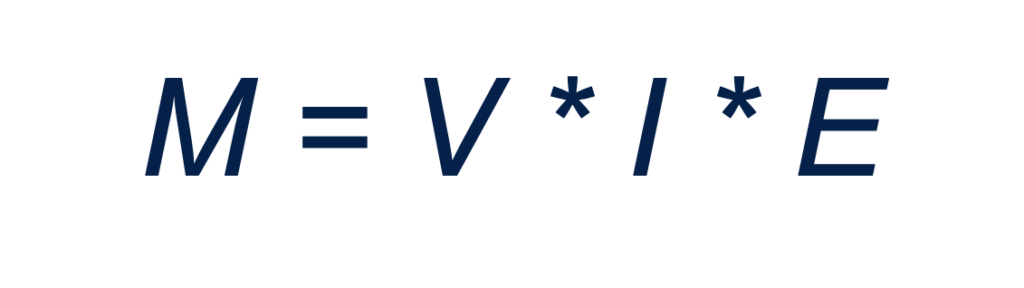 M = V * I * E